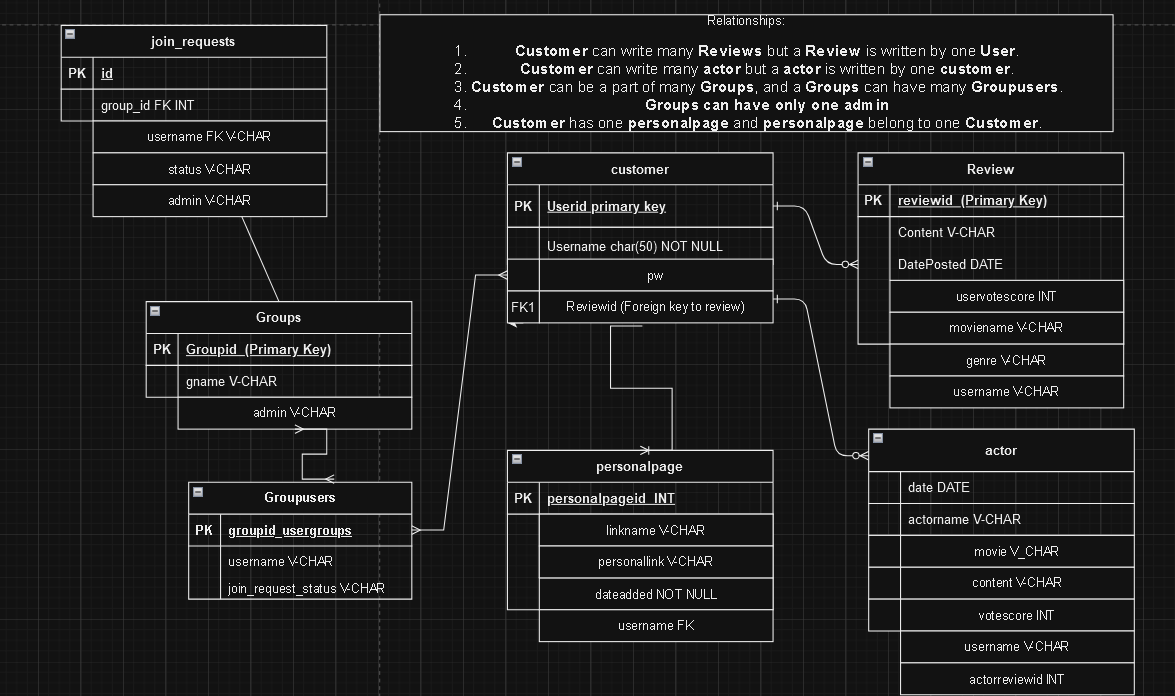 Relationships:
1. Customer can write many Reviews but a Review is written by one User.
2. Customer can write many actor but a actor is written by one customer.
3. Customer can be a part of many Groups, and a Groups can have many Groupusers.
4. Groups can have only one admin
5. Customer has one personalpage and personalpage belong to one Customer.
join_requests
PK id
group_id FK INT
username FK V-CHAR
status V-CHAR
admin V-CHAR
customer
PK Userid primary key
Username char(50) NOT NULL
pw
FK1 Reviewid (Foreign key to review)
Review
PK reviewid (Primary Key)
Content V-CHAR
DatePosted DATE
uservotescore INT
moviename V-CHAR
genre V-CHAR
username V-CHAR
Groups
PK Groupid (Primary Key)
gname V-CHAR
admin V-CHAR
Groupusers
PK groupid_usergroups
username V-CHAR
join_request_status V-CHAR
personalpage
PK personalpageid INT
linkname V-CHAR
personallink V-CHAR
dateadded NOT NULL
username FK
actor
date DATE
actorname V-CHAR
movie V_CHAR
content V-CHAR
votescore INT
username V-CHAR
actorreviewid INT